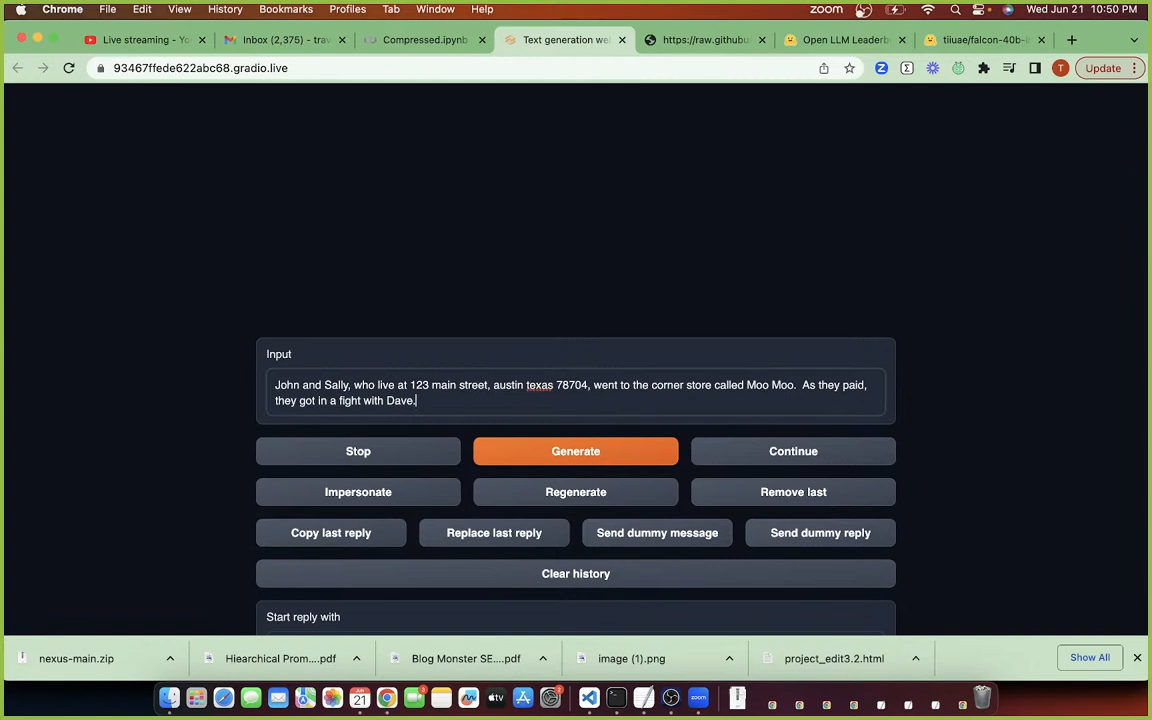 Chrome File Edit View History Bookmarks Profiles Tab Window Help zoom Wed Jun 21 10:50 PM
Live streaming - Yo Inbox (2,375) - trav Compressed.ipynb Text generation we https://raw.githubu Open LLM Leaderb tiiuae/falcon-40b-i
93467ffede622abc68.gradio.live T Update
Input
John and Sally, who live at 123 main street, austin texas 78704, went to the corner store called Moo Moo. As they paid,
they got in a fight with Dave.
Stop Generate Continue
Impersonate Regenerate Remove last
Copy last reply Replace last reply Send dummy message Send dummy reply
Clear history
Start reply with
nexus-main.zip Hiearchical Prom....pdf Blog Monster SE....pdf image (1).png project_edit3.2.html Show All
21 tv zoom